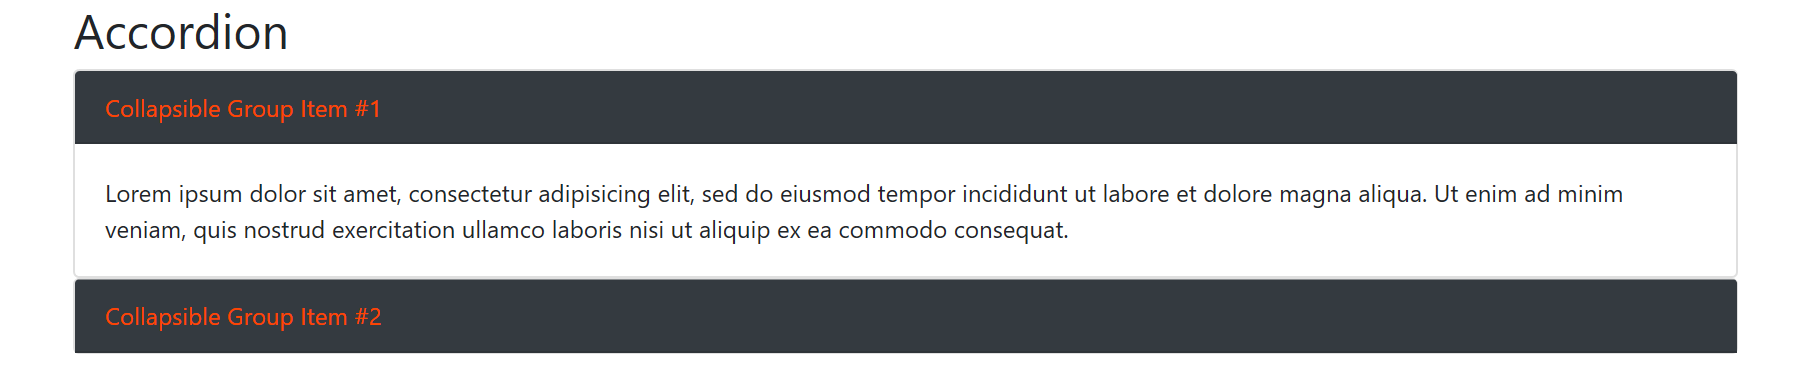 Accordion
Collapsible Group Item #1
Lorem ipsum dolor sit amet, consectetur adipisicing elit, sed do eiusmod tempor incididunt ut labore et dolore magna aliqua. Ut enim ad minim
veniam, quis nostrud exercitation ullamco laboris nisi ut aliquip ex ea commodo consequat.
Collapsible Group Item #2